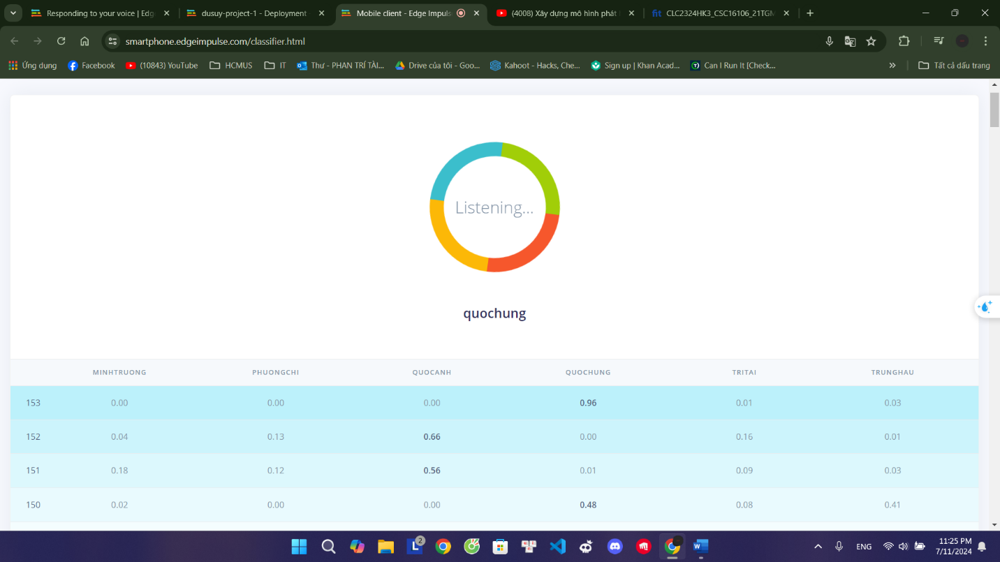 Responding to your voice | Edg
dusuy-project-1 - Deployment
Mobile client - Edge Impuls
(4008) Xây dựng mô hình phát
fit CLC2324HK3_CSC16106_21TGM
smartphone.edgeimpulse.com/classifier.html
Ứng dụng
Facebook
(10843) YouTube
HCMUS
IT
Thư - PHAN TRÍ TÀI...
Drive của tôi - Goo...
Kahoot - Hacks, Che...
Sign up | Khan Acad...
Can I Run It [Check...
Tất cả dấu trang
Listening...
quochung
MINHTRUONG PHUONGCHI QUOCANH QUOCHUNG TRITAI TRUNGHAU
153 0.00 0.00 0.00 0.96 0.01 0.03
152 0.04 0.13 0.66 0.00 0.16 0.01
151 0.18 0.12 0.56 0.01 0.09 0.03
150 0.02 0.00 0.00 0.48 0.08 0.41
L 2
ENG
11:25 PM
7/11/2024